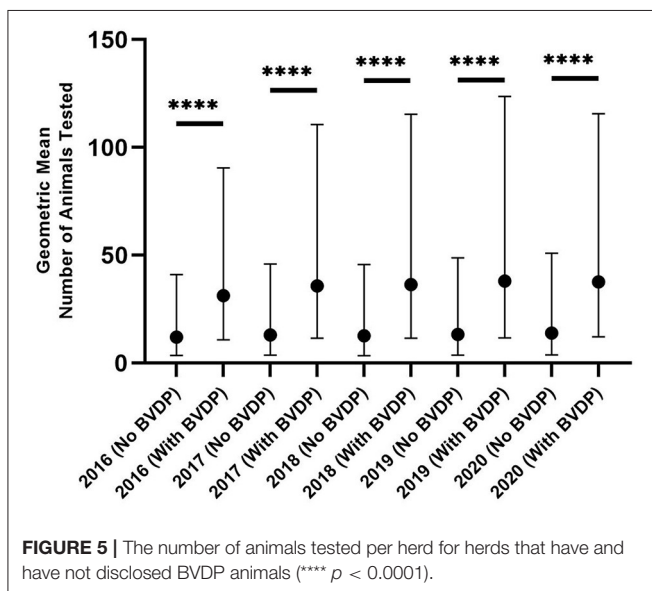 150
100
50
0
Geometric Mean
Number of Animals Tested
**** **** **** **** ****
2016 (No BVDP)
2016 (With BVDP)
2017 (No BVDP)
2017 (With BVDP)
2018 (No BVDP)
2018 (With BVDP)
2019 (No BVDP)
2019 (With BVDP)
2020 (No BVDP)
2020 (With BVDP)
FIGURE 5 | The number of animals tested per herd for herds that have and
have not disclosed BVDP animals (**** p < 0.0001).